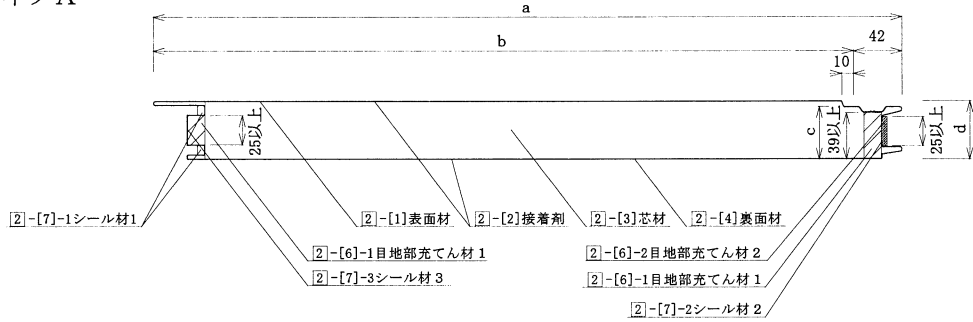 A
a
b
42
10
25以上
c
39以上
25以上
d
2-[7]-1シール材1
2-[1]表面材
2-[2]接着剤
2-[3]芯材
2-[4]裏面材
2-[6]-1目地部充てん材1
2-[6]-2目地部充てん材2
2-[7]-3シール材3
2-[6]-1目地部充てん材1
2-[7]-2シール材2